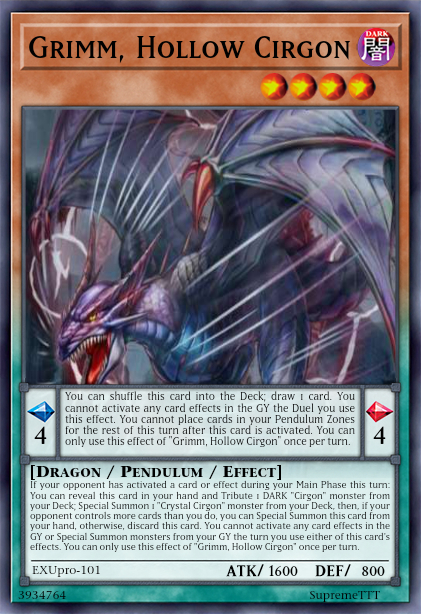 GRIMM, HOLLOW CIRGON
DARK
闇
You can shuffle this card into the Deck; draw 1 card. You
cannot activate any card effects in the GY the Duel you use
this effect. You cannot place cards in your Pendulum Zones
for the rest of this turn after this card is activated. You can
only use this effect of "Grimm, Hollow Cirgon" once per turn.
4
4
[DRAGON / PENDULUM / EFFECT]
If your opponent has activated a card or effect during your Main Phase this turn:
You can reveal this card in your hand and Tribute 1 DARK "Cirgon" monster from
your Deck; Special Summon 1 "Crystal Cirgon" monster from your Deck, then, if your
opponent controls more cards than you do, you can Special Summon this card from
your hand, otherwise, discard this card. You cannot activate any card effects in the
GY or Special Summon monsters from your GY the turn you use either of this card's
effects. You can only use this effect of "Grimm, Hollow Cirgon" once per turn.
EXUpro-101
ATK/ 1600 DEF/ 800
3934764
SupremeTTT